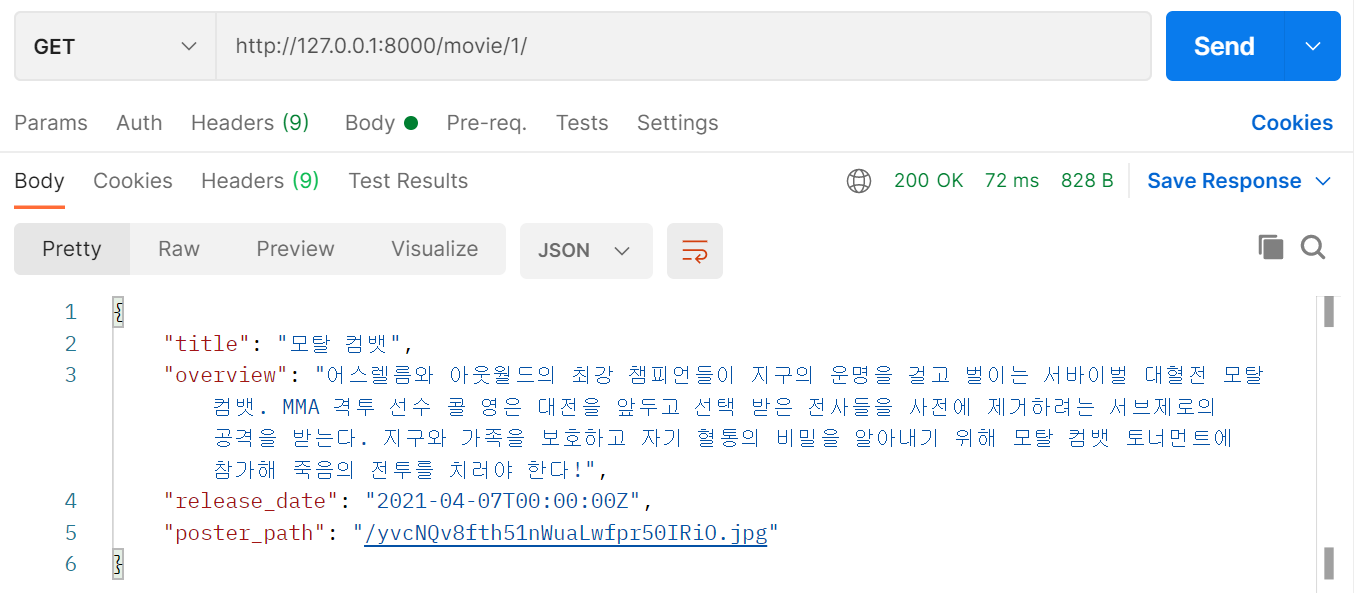 GET http://127.0.0.1:8000/movie/1/ Send
Params Auth Headers (9) Body Pre-req. Tests Settings Cookies
Body Cookies Headers (9) Test Results 200 OK 72 ms 828 B Save Response
Pretty Raw Preview Visualize JSON
1 {
2 "title": "모탈 컴뱃",
3 "overview": "어스렐름와 아웃월드의 최강 챔피언들이 지구의 운명을 걸고 벌이는 서바이벌 대혈전 모탈
컴뱃. MMA 격투 선수 콜 영은 대전을 앞두고 선택 받은 전사들을 사전에 제거하려는 서브제로의
공격을 받는다. 지구와 가족을 보호하고 자기 혈통의 비밀을 알아내기 위해 모탈 컴뱃 토너먼트에
참가해 죽음의 전투를 치러야 한다!",
4 "release_date": "2021-04-07T00:00:00Z",
5 "poster_path": "/yvcNQv8fth51nWuaLwfpr50IRiO.jpg"
6 }